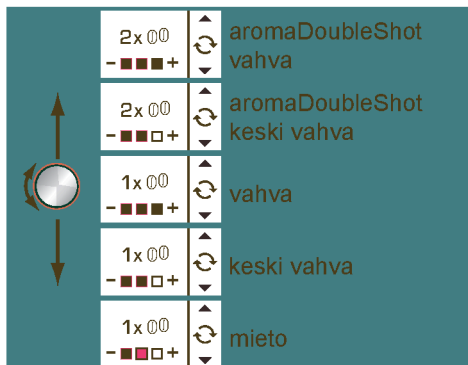 2x
aromaDoubleShot
vahva
- +
2x
aromaDoubleShot
keski vahva
- +
1x
vahva
- +
1x
keski vahva
- +
1x
mieto
- +